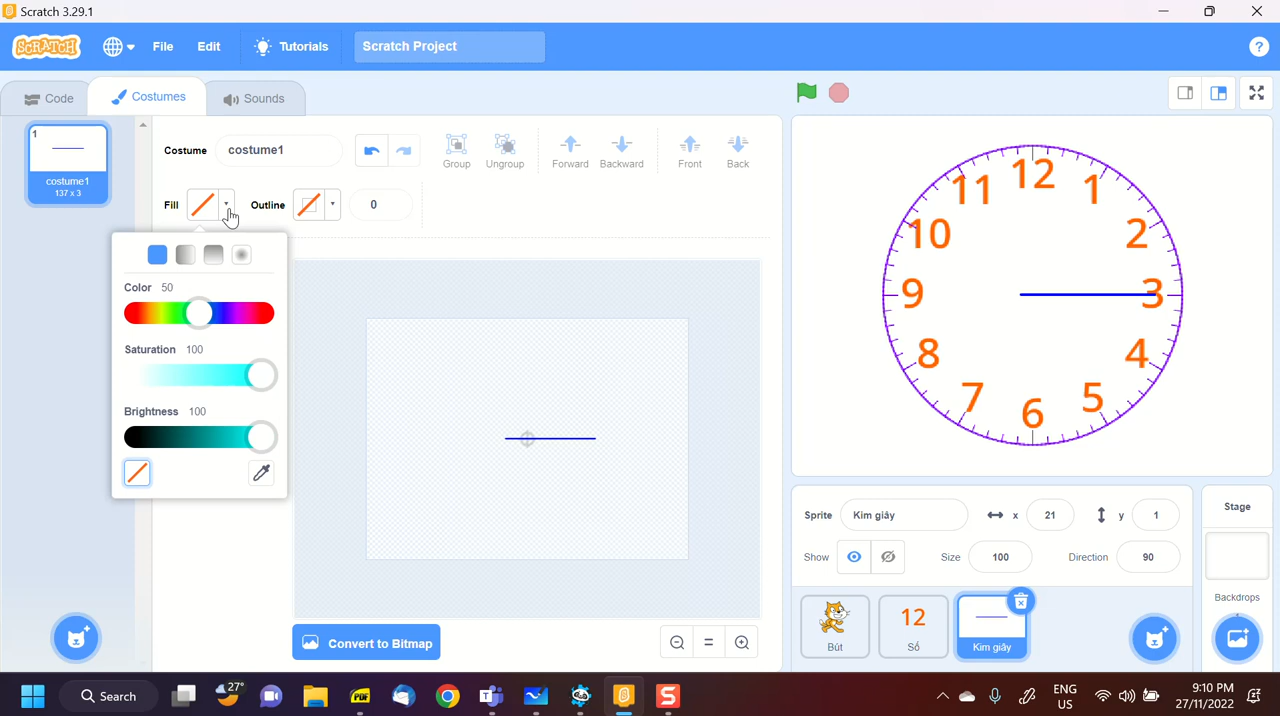 Scratch 3.29.1
SCRATCH
File
Edit
Tutorials
Scratch Project
?
Code
Costumes
Sounds
1
costume1
137 x 3
Costume
costume1
Group
Ungroup
Forward
Backward
Front
Back
Fill
Outline
0
Color 50
Saturation 100
Brightness 100
Convert to Bitmap
12
1
2
3
4
5
6
7
8
9
10
11
Sprite
Kim giây
x
21
y
1
Show
Size
100
Direction
90
Bút
12
Số
Kim giây
Stage
Backdrops
Search
27°
PDF
S
ENG
US
9:10 PM
27/11/2022